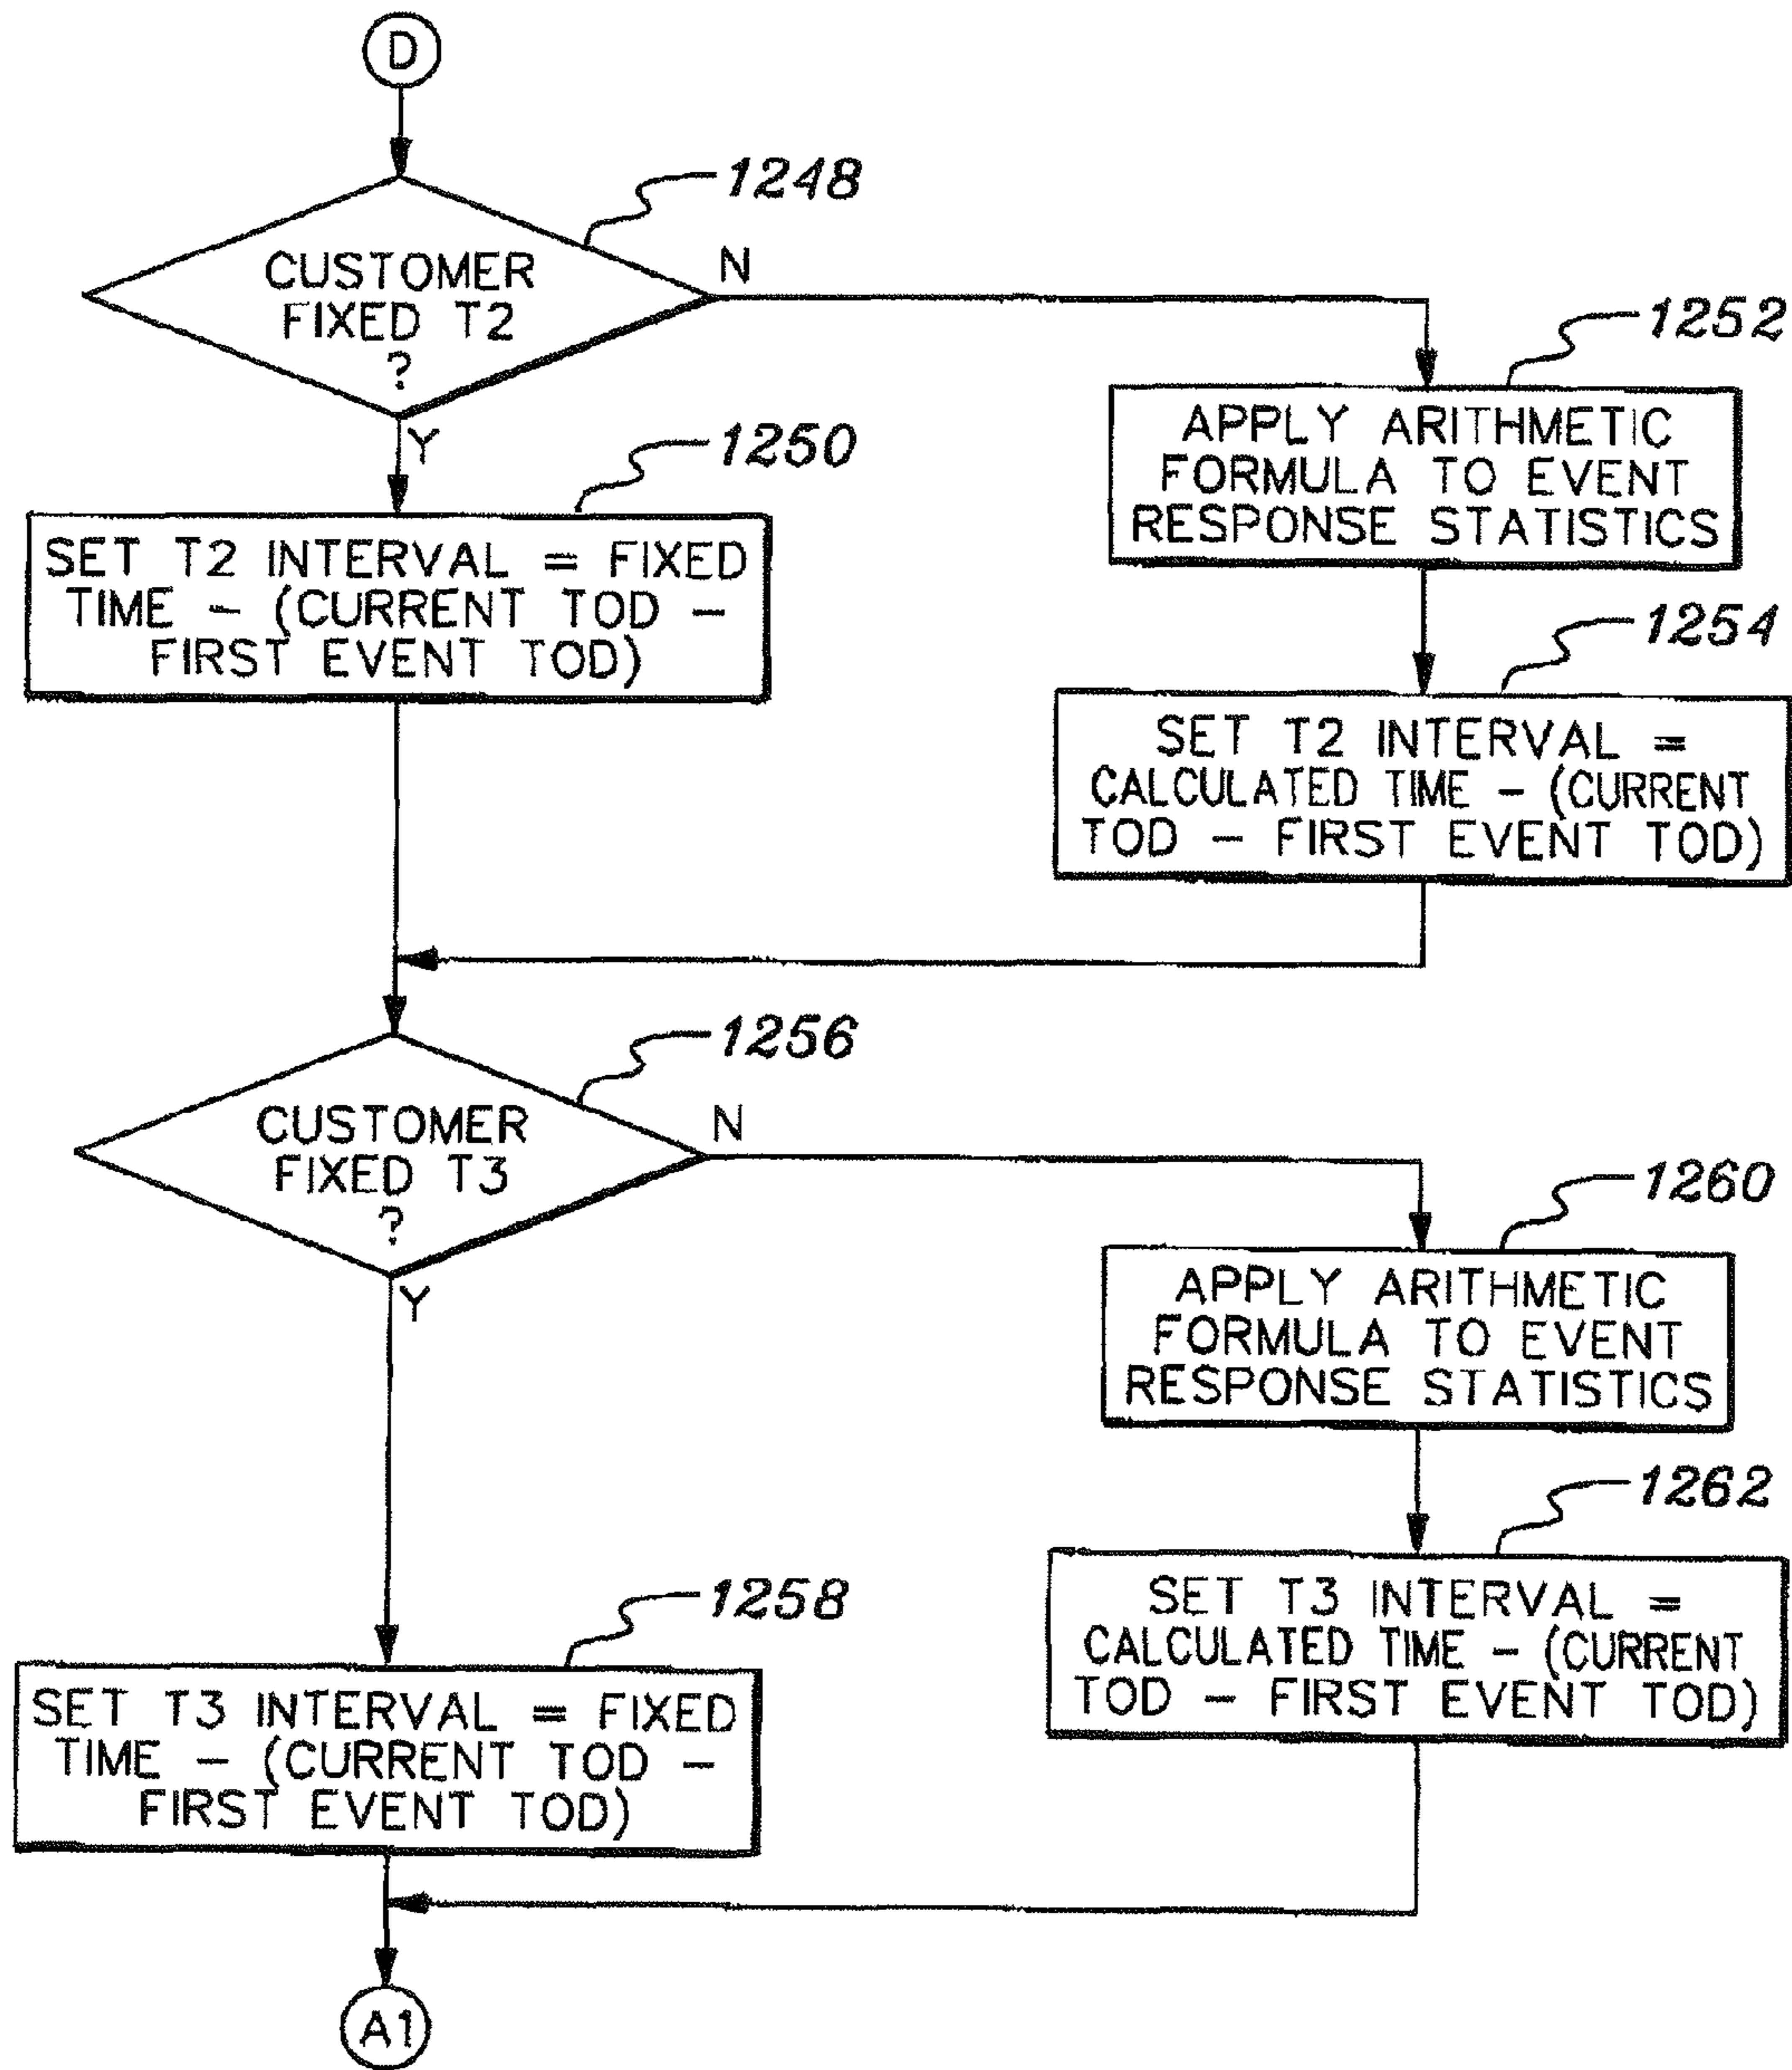 D
1248
CUSTOMER
FIXED T2
?
N
Y
1252
APPLY ARITHMETIC
FORMULA TO EVENT
RESPONSE STATISTICS
1250
SET T2 INTERVAL = FIXED
TIME – (CURRENT TOD –
FIRST EVENT TOD)
1254
SET T2 INTERVAL =
CALCULATED TIME – (CURRENT
TOD – FIRST EVENT TOD)
1256
CUSTOMER
FIXED T3
?
N
Y
1260
APPLY ARITHMETIC
FORMULA TO EVENT
RESPONSE STATISTICS
1262
SET T3 INTERVAL =
CALCULATED TIME – (CURRENT
TOD – FIRST EVENT TOD)
1258
SET T3 INTERVAL = FIXED
TIME – (CURRENT TOD –
FIRST EVENT TOD)
A1